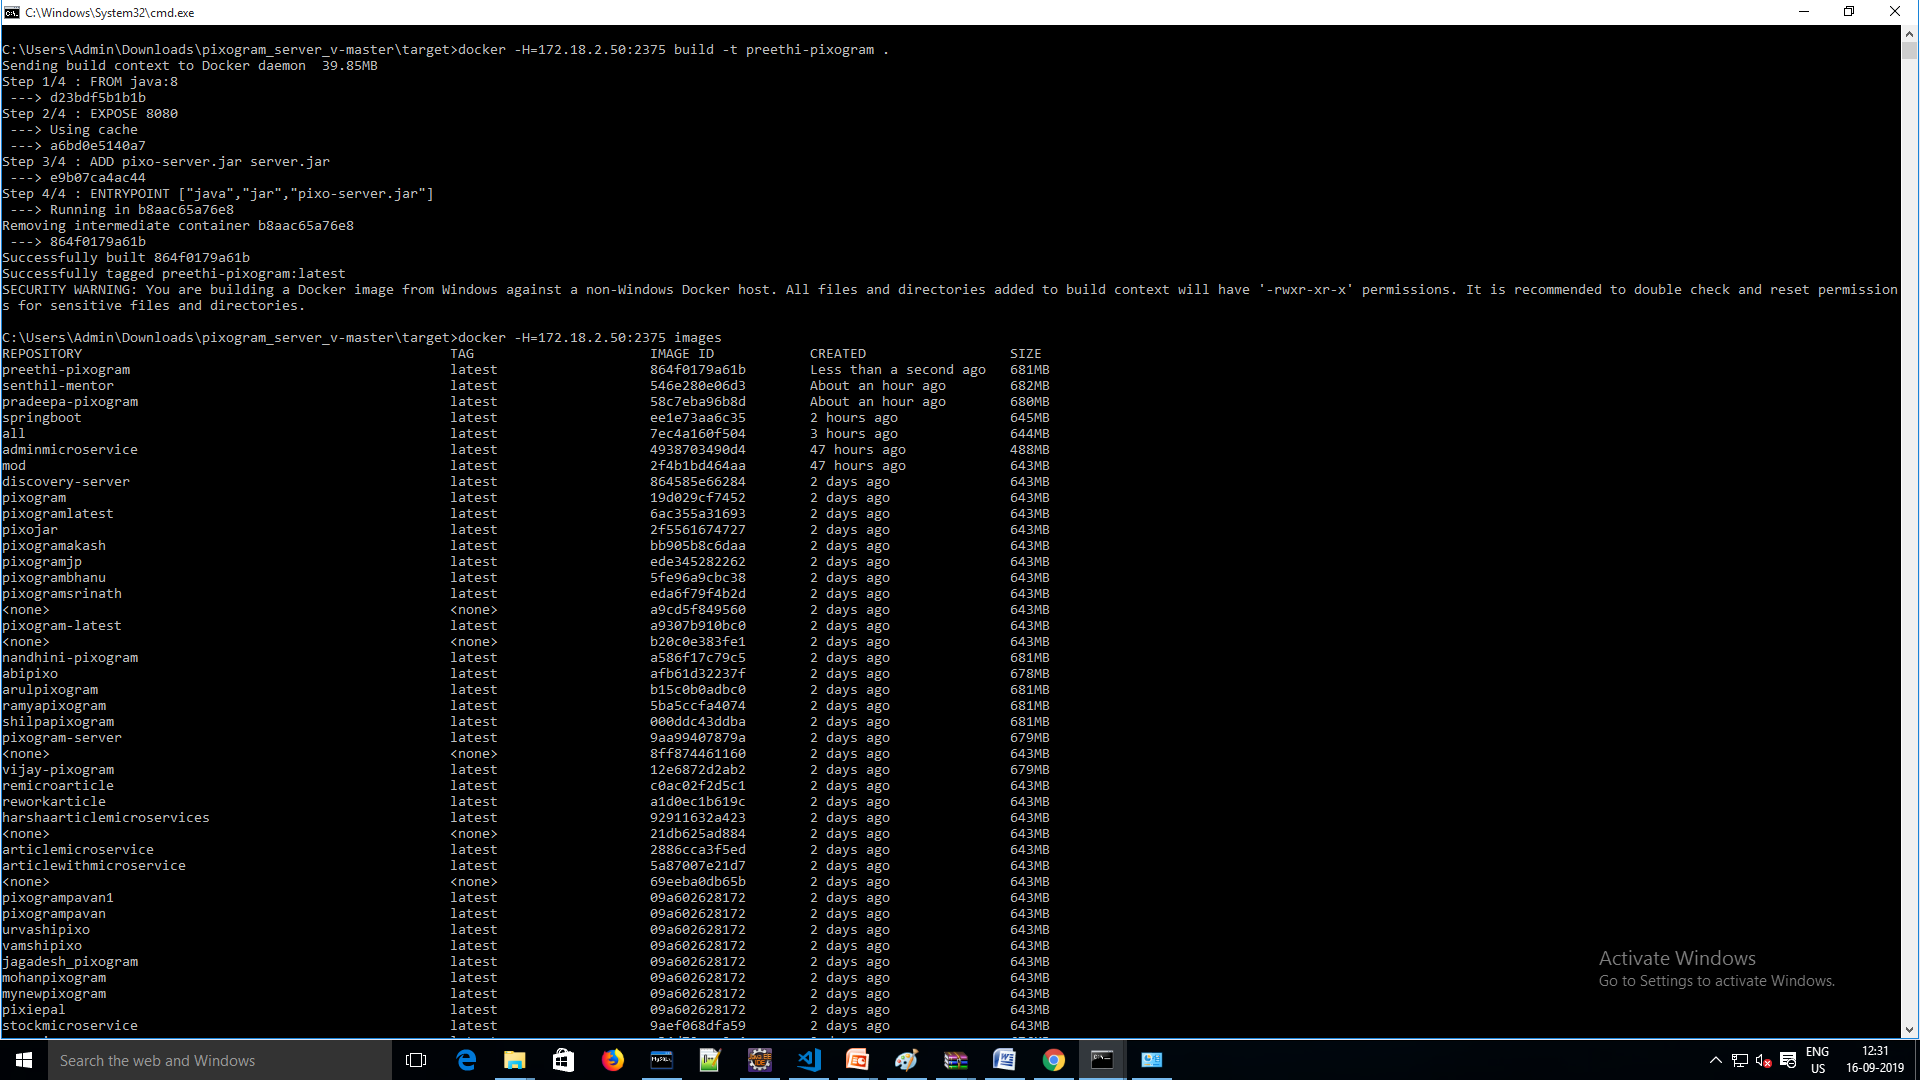 C:\Windows\System32\cmd.exe
C:\Users\Admin\Downloads\pixogram_server_v-master\target>docker -H=172.18.2.50:2375 build -t preethi-pixogram .
Sending build context to Docker daemon  39.85MB
Step 1/4 : FROM java:8
 ---> d23bdf5b1b1b
Step 2/4 : EXPOSE 8080
 ---> Using cache
 ---> a6bd0e5140a7
Step 3/4 : ADD pixo-server.jar server.jar
 ---> e9b07ca4ac44
Step 4/4 : ENTRYPOINT ["java","jar","pixo-server.jar"]
 ---> Running in b8aac65a76e8
Removing intermediate container b8aac65a76e8
 ---> 864f0179a61b
Successfully built 864f0179a61b
Successfully tagged preethi-pixogram:latest
SECURITY WARNING: You are building a Docker image from Windows against a non-Windows Docker host. All files and directories added to build context will have '-rwxr-xr-x' permissions. It is recommended to double check and reset permission
s for sensitive files and directories.
C:\Users\Admin\Downloads\pixogram_server_v-master\target>docker -H=172.18.2.50:2375 images
REPOSITORY TAG IMAGE ID CREATED SIZE
preethi-pixogram latest 864f0179a61b Less than a second ago 681MB
senthil-mentor latest 546e280e06d3 About an hour ago 682MB
pradeepa-pixogram latest 58c7eba96b8d About an hour ago 680MB
springboot latest ee1e73aa6c35 2 hours ago 645MB
all latest 7ec4a160f504 3 hours ago 644MB
adminmicroservice latest 4938703490d4 47 hours ago 488MB
mod latest 2f4b1bd464aa 47 hours ago 643MB
discovery-server latest 864585e66284 2 days ago 643MB
pixogram latest 19d029cf7452 2 days ago 643MB
pixogramlatest latest 6ac355a31693 2 days ago 643MB
pixojar latest 2f5561674727 2 days ago 643MB
pixogramakash latest bb905b8c6daa 2 days ago 643MB
pixogramjp latest ede345282262 2 days ago 643MB
pixogrambhanu latest 5fe96a9cbc38 2 days ago 643MB
pixogramsrinath latest eda6f79f4b2d 2 days ago 643MB
<none> <none> a9cd5f849560 2 days ago 643MB
pixogram-latest latest a9307b910bc0 2 days ago 643MB
<none> <none> b20c0e383fe1 2 days ago 643MB
nandhini-pixogram latest a586f17c79c5 2 days ago 681MB
abipixo latest afb61d32237f 2 days ago 678MB
arulpixogram latest b15c0b0adbc0 2 days ago 681MB
ramyapixogram latest 5ba5ccfa4074 2 days ago 681MB
shilpapixogram latest 000ddc43ddba 2 days ago 681MB
pixogram-server latest 9aa99407879a 2 days ago 679MB
<none> <none> 8ff874461160 2 days ago 643MB
vijay-pixogram latest 12e6872d2ab2 2 days ago 679MB
remicroarticle latest c0ac02f2d5c1 2 days ago 643MB
reworkarticle latest a1d0ec1b619c 2 days ago 643MB
harshaarticlemicroservices latest 92911632a423 2 days ago 643MB
<none> <none> 21db625ad884 2 days ago 643MB
articlemicroservice latest 2886cca3f5ed 2 days ago 643MB
articlewithmicroservice latest 5a87007e21d7 2 days ago 643MB
<none> <none> 69eeba0db65b 2 days ago 643MB
pixogrampavan1 latest 09a602628172 2 days ago 643MB
pixogrampavan latest 09a602628172 2 days ago 643MB
urvashipixo latest 09a602628172 2 days ago 643MB
vamshipixo latest 09a602628172 2 days ago 643MB
jagadesh_pixogram latest 09a602628172 2 days ago 643MB
mohanpixogram latest 09a602628172 2 days ago 643MB
mynewpixogram latest 09a602628172 2 days ago 643MB
pixiepal latest 09a602628172 2 days ago 643MB
stockmicroservice latest 9aef068dfa59 2 days ago 643MB
Activate Windows
Go to Settings to activate Windows.
Search the web and Windows
ENG
US
12:31
16-09-2019